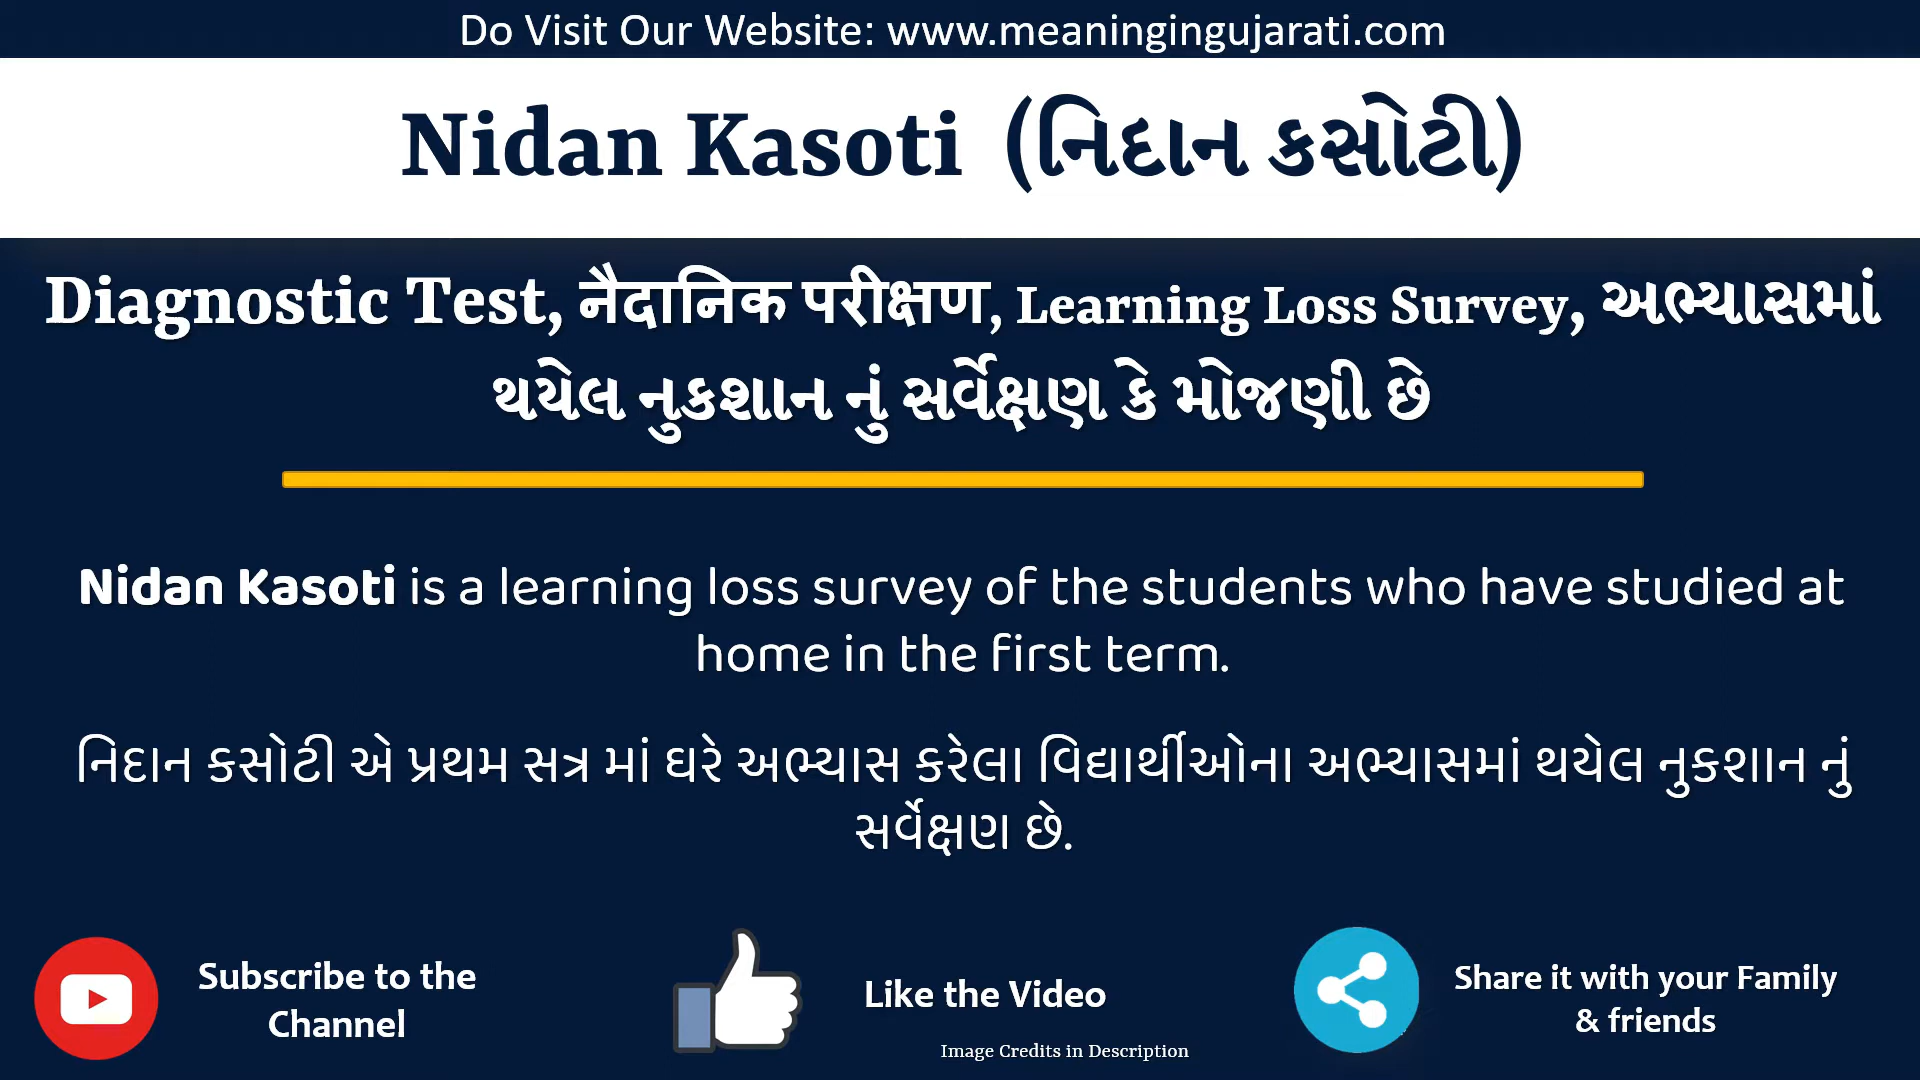 Do Visit Our Website: www.meaningingujarati.com
Nidan Kasoti (નિદાન કસોટી)
Diagnostic Test, नैदानिक परीक्षण, Learning Loss Survey, અભ્યાસમાં
થયેલ નુકશાન નું સર્વેક્ષણ કે મોજણી છે
Nidan Kasoti is a learning loss survey of the students who have studied at
home in the first term.
નિદાન કસોટી એ પ્રથમ સત્ર માં ઘરે અભ્યાસ કરેલા વિદ્યાર્થીઓના અભ્યાસમાં થયેલ નુકશાન નું
સર્વેક્ષણ છે.
Subscribe to the
Channel
Like the Video
Share it with your Family
& friends
Image Credits in Description